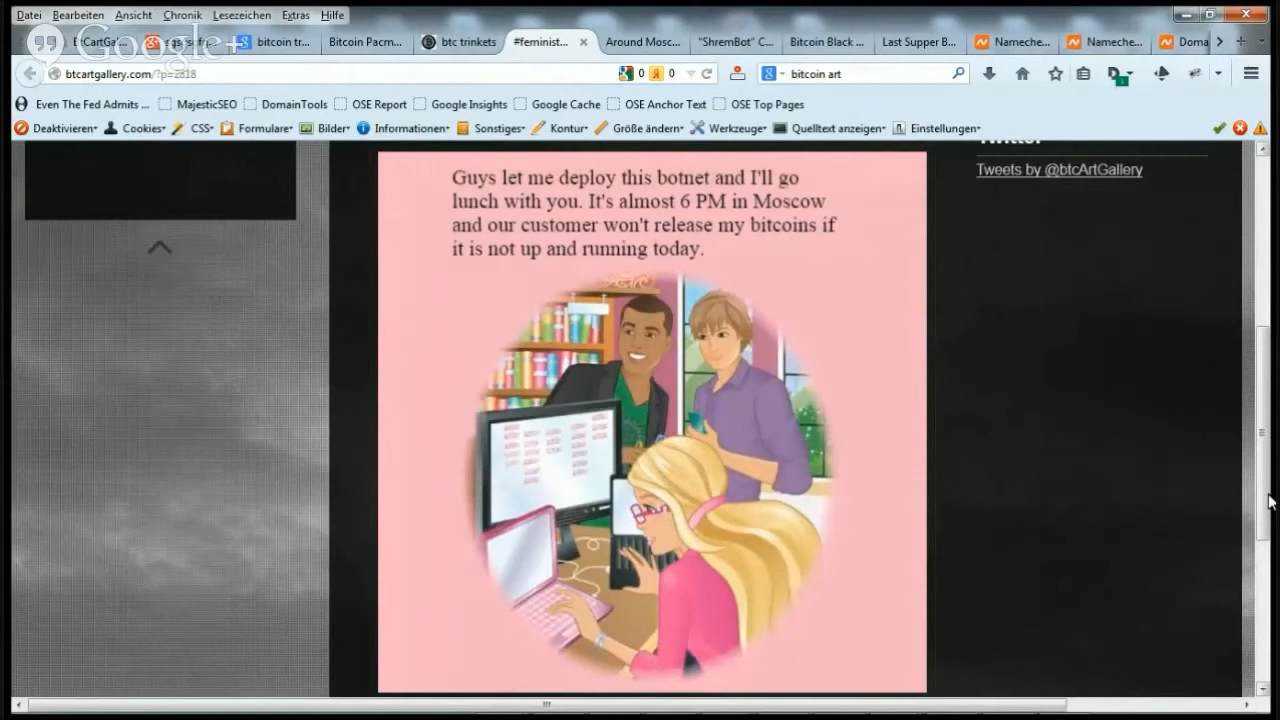 Datei Bearbeiten Ansicht Chronik Lesezeichen Extras Hilfe
Google+
bitcoin tr... Bitcoin Pacm... btc trinkets #feminist... Around Mosc... "ShremBot" C... Bitcoin Black ... Last Supper B... Nameche... Nameche... Doma
btcartgallery.com/?p=2818 0 0 bitcoin art
Even The Fed Admits ... MajesticSEO DomainTools OSE Report Google Insights Google Cache OSE Anchor Text OSE Top Pages
Deaktivieren Cookies CSS Formulare Bilder Informationen Sonstiges Kontur Größe ändern Werkzeuge Quelltext anzeigen Einstellungen
Twitter
Tweets by @btcArtGallery
Guys let me deploy this botnet and I'll go
lunch with you. It's almost 6 PM in Moscow
and our customer won't release my bitcoins if
it is not up and running today.